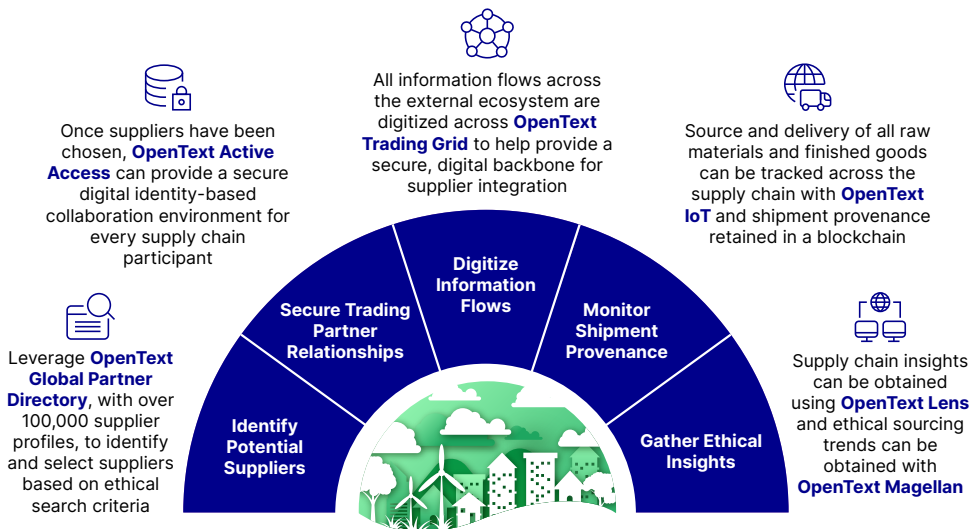 Leverage OpenText
Global Partner
Directory, with over
100,000 supplier
profiles, to identify
and select suppliers
based on ethical
search criteria
Once suppliers have been
chosen, OpenText Active
Access can provide a secure
digital identity-based
collaboration environment for
every supply chain
participant
All information flows across
the external ecosystem are
digitized across OpenText
Trading Grid to help provide a
secure, digital backbone for
supplier integration
Source and delivery of all raw
materials and finished goods
can be tracked across the
supply chain with OpenText
IoT and shipment provenance
retained in a blockchain
Supply chain insights
can be obtained
using OpenText Lens
and ethical sourcing
trends can be
obtained with
OpenText Magellan
Identify
Potential
Suppliers
Secure Trading
Partner
Relationships
Digitize
Information
Flows
Monitor
Shipment
Provenance
Gather Ethical
Insights